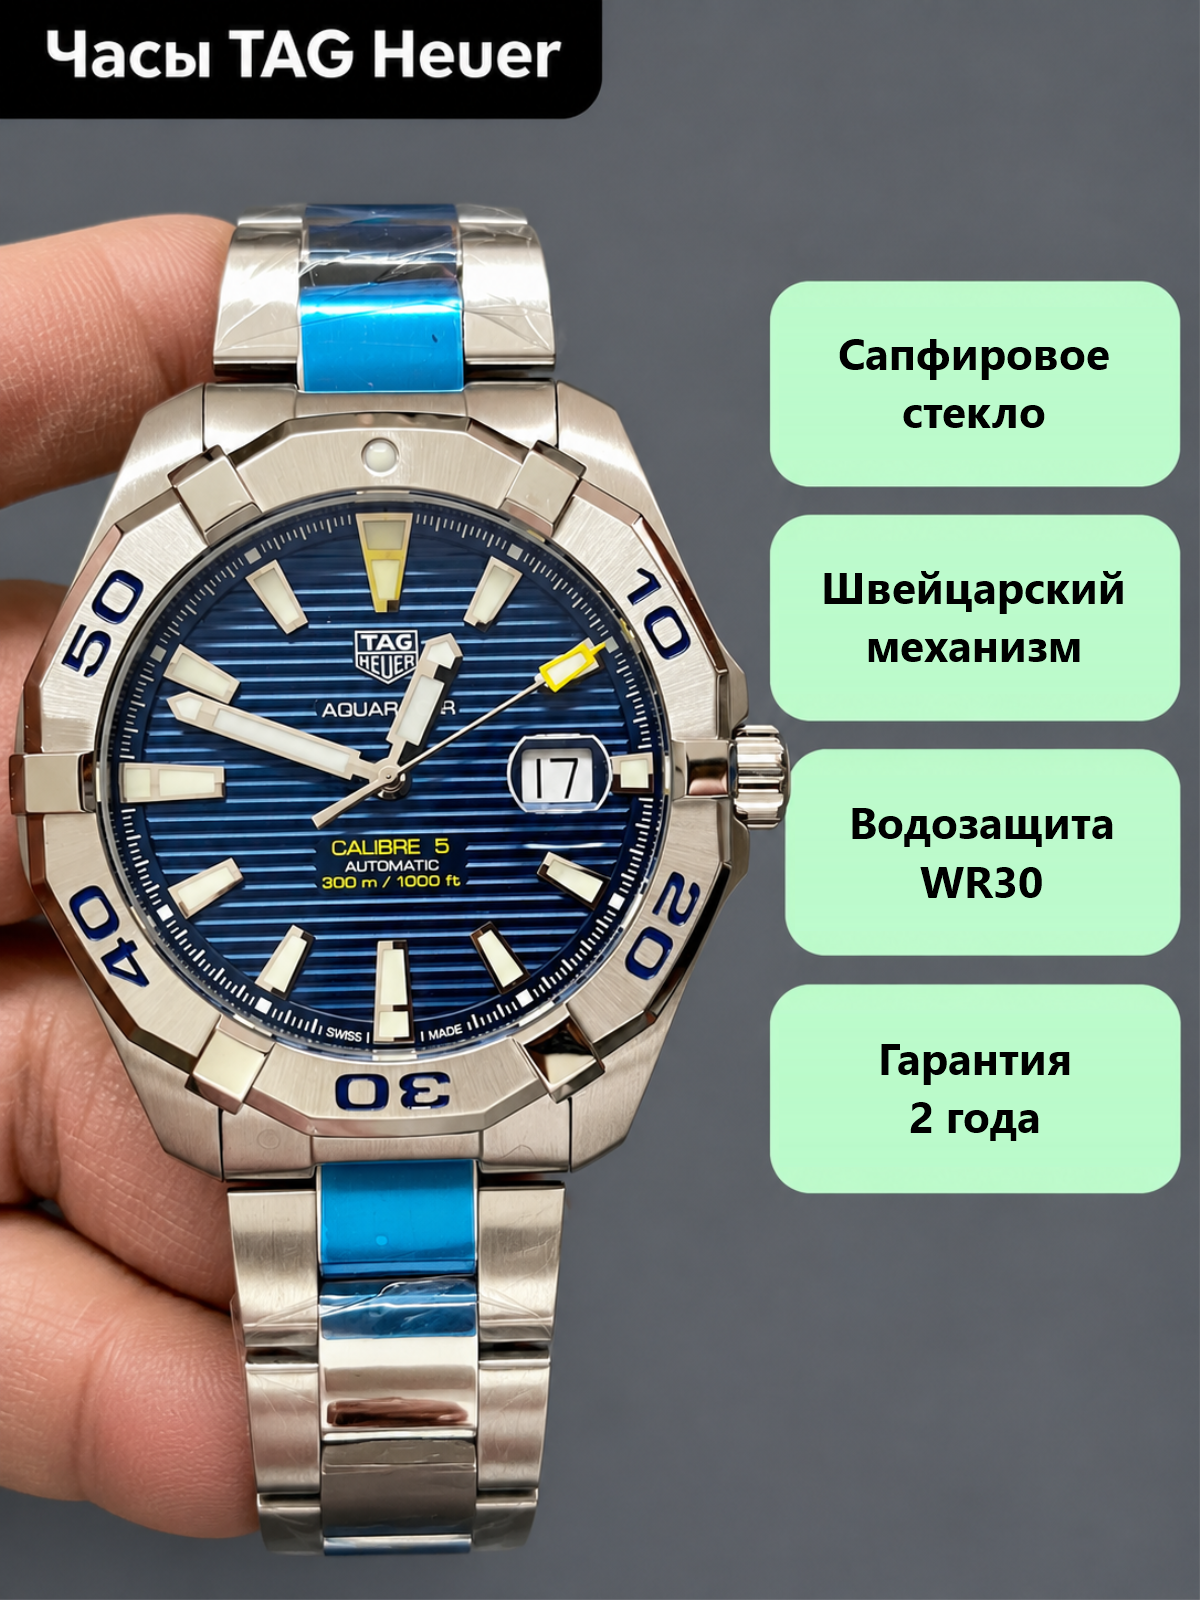 Часы TAG Heuer
Сапфировое
стекло
Швейцарский
механизм
Водозащита
WR30
Гарантия
2 года
50
10
TAG
HEUER
17
CALIBRE 5
AUTOMATIC
300 m / 1000 ft
40
20
SWISS MADE
30